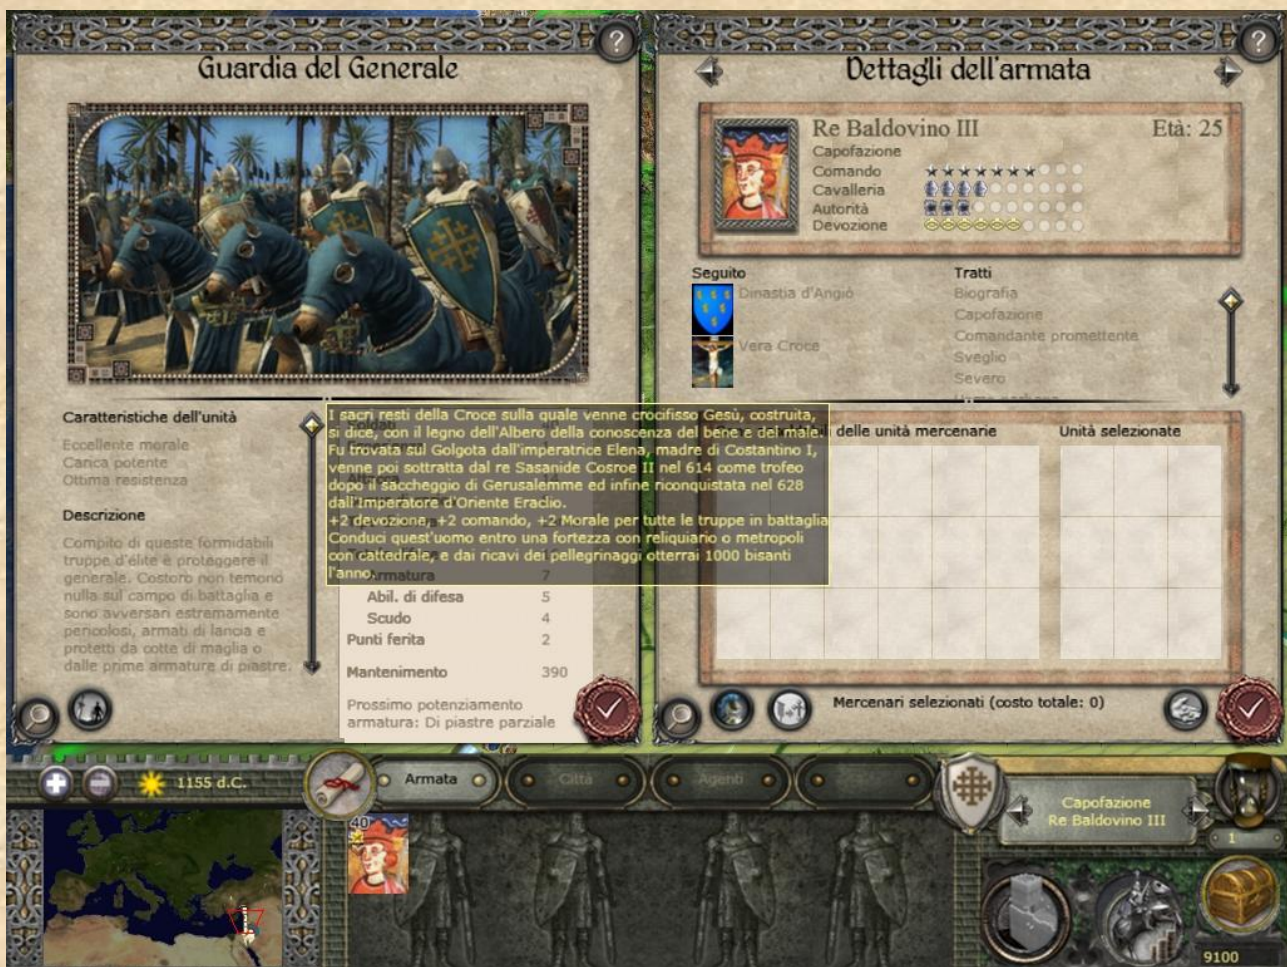 Guardia del Generale
Caratteristiche dell'unità
Eccellente morale
Carica potente
Ottima resistenza
Descrizione
Compito di queste formidabili
truppe d'élite è proteggere il
generale. Costoro non temono
nulla sul campo di battaglia e
sono avversari estremamente
pericolosi, armati di lancia e
protetti da cotte di maglia o
dalle prime armature di piastre.
I sacri resti della Croce sulla quale venne crocifisso Gesù, costruita,
si dice, con il legno dell'Albero della conoscenza del bene e del male.
Fu trovata sul Golgota dall'imperatrice Elena, madre di Costantino I,
venne poi sottratta dal re Sasanide Cosroe II nel 614 come trofeo
dopo il saccheggio di Gerusalemme ed infine riconquistata nel 628
dall'Imperatore d'Oriente Eraclio.
+2 devozione, +2 comando, +2 Morale per tutte le truppe in battaglia
Conduci quest'uomo entro una fortezza con reliquiario o metropoli
con cattedrale, e dai ricavi dei pellegrinaggi otterrai 1000 bisanti
l'anno.
Armatura 7
Abil. di difesa 5
Scudo 4
Punti ferita 2
Mantenimento 390
Prossimo potenziamento
armatura: Di piastre parziale
Dettagli dell'armata
Re Baldovino III Età: 25
Capofazione
Comando
Cavalleria
Autorità
Devozione
Seguito
Dinastia d'Angiò
Vera Croce
Tratti
Biografia
Capofazione
Comandante promettente
Sveglio
Severo
delle unità mercenarie
Unità selezionate
Mercenari selezionati (costo totale: 0)
1155 d.C.
Armata
Città
Agenti
Capofazione
Re Baldovino III
1
40
9100